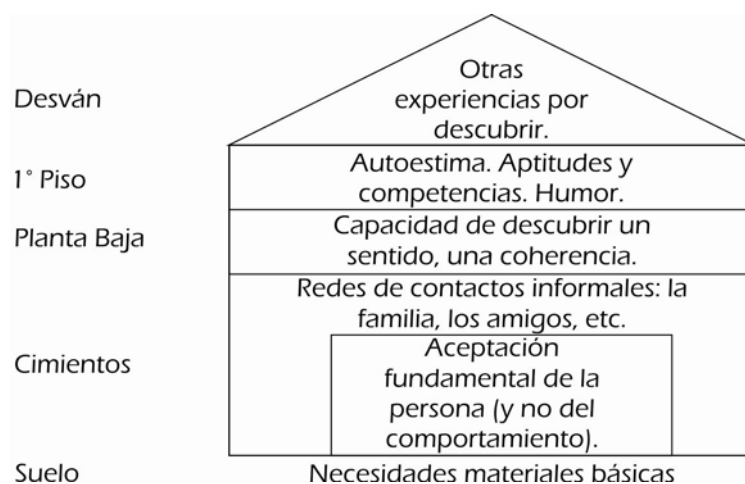 Desván
Otras
experiencias por
descubrir.
1° Piso
Autoestima. Aptitudes y
competencias. Humor.
Planta Baja
Capacidad de descubrir un
sentido, una coherencia.
Cimientos
Redes de contactos informales: la
familia, los amigos, etc.
Aceptación
fundamental de la
persona (y no del
comportamiento).
Suelo
Necesidades materiales básicas